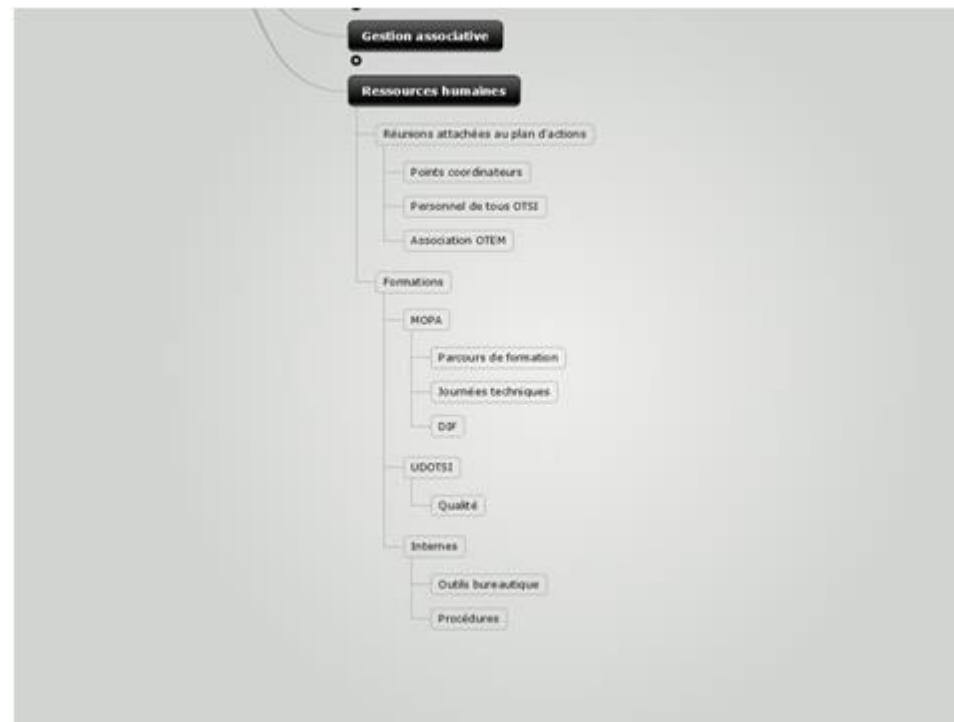 Gestion associative
Ressources humaines
Réunions attachées au plan d'actions
Points coordinateurs
Personnel de tous OTSI
Association OTEM
Formations
MOPA
Parcours de formation
Journées techniques
DIF
UDOTSI
Qualité
Internes
Outils bureautique
Procédures